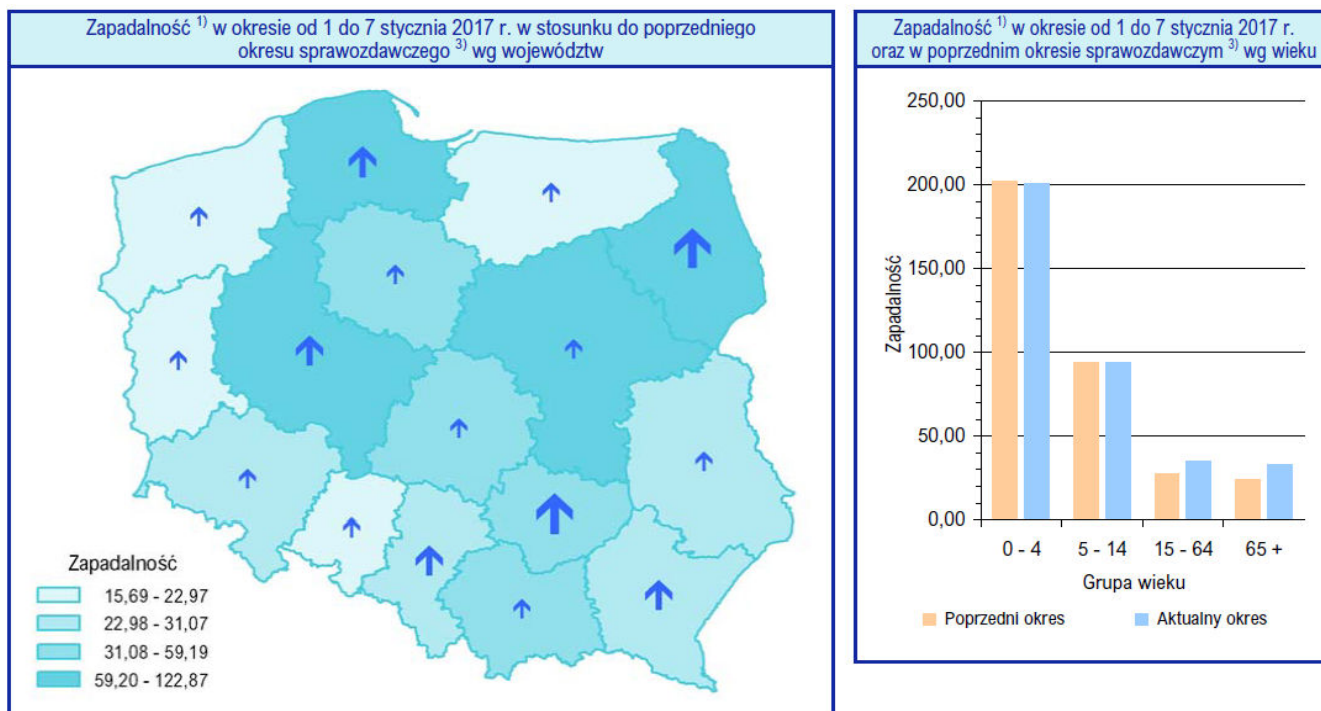 Zapadalność 1) w okresie od 1 do 7 stycznia 2017 r. w stosunku do poprzedniego
okresu sprawozdawczego 3) wg województw
Zapadalność
15,69 - 22,97
22,98 - 31,07
31,08 - 59,19
59,20 - 122,87
Zapadalność 1) w okresie od 1 do 7 stycznia 2017 r.
oraz w poprzednim okresie sprawozdawczym 3) wg wieku
250,00
200,00
150,00
100,00
50,00
0,00
Zapadalność
0 - 4 5 - 14 15 - 64 65 +
Grupa wieku
Poprzedni okres Aktualny okres